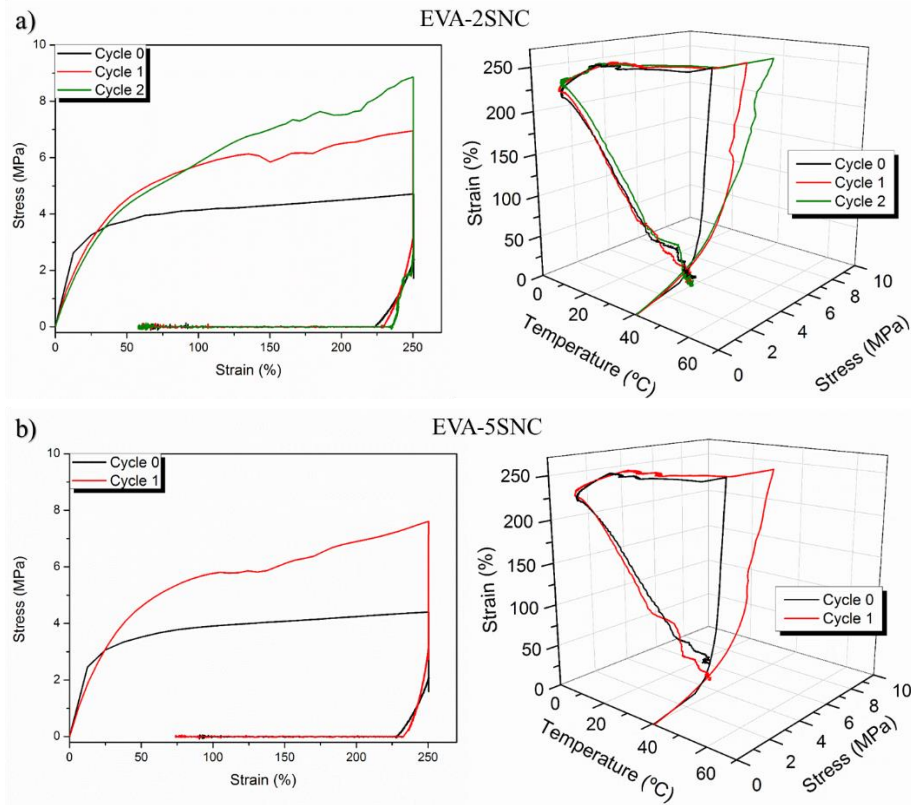 EVA-2SNC
a)
10
8
6
4
2
0
Stress (MPa)
Cycle 0
Cycle 1
Cycle 2
0 50 100 150 200 250
Strain (%)
250
200
150
100
50
0
Strain (%)
Cycle 0
Cycle 1
Cycle 2
0 20 40 60
Temperature (ºC)
0 2 4 6 8 10
Stress (MPa)
EVA-5SNC
b)
10
8
6
4
2
0
Stress (MPa)
Cycle 0
Cycle 1
0 50 100 150 200 250
Strain (%)
250
200
150
100
50
0
Strain (%)
Cycle 0
Cycle 1
0 20 40 60
Temperature (ºC)
0 2 4 6 8 10
Stress (MPa)